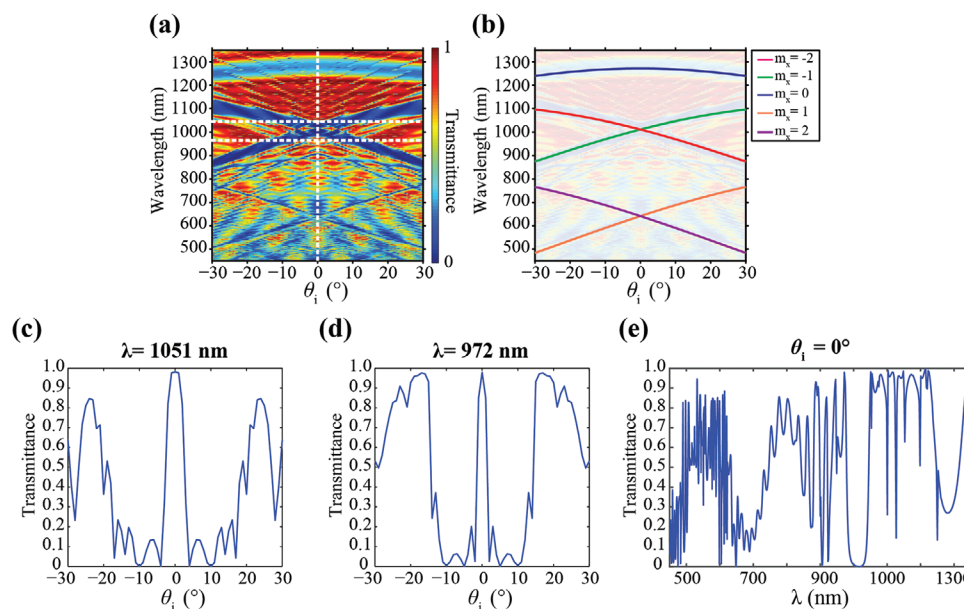 (a)
(b)
1300
1200
1100
1000
900
800
700
600
500
Wavelength (nm)
−30 −20 −10 0 10 20 30
θi (°)
1
0
Transmittance
1300
1200
1100
1000
900
800
700
600
500
Wavelength (nm)
−30 −20 −10 0 10 20 30
θi (°)
mx= -2
mx= -1
mx= 0
mx= 1
mx= 2
(c)
λ= 1051 nm
1.0
0.9
0.8
0.7
0.6
0.5
0.4
0.3
0.2
0.1
0
Transmittance
−30 −20 −10 0 10 20 30
θi (°)
(d)
λ= 972 nm
1.0
0.9
0.8
0.7
0.6
0.5
0.4
0.3
0.2
0.1
0
Transmittance
−30 −20 −10 0 10 20 30
θi (°)
(e)
θi = 0°
1.0
0.9
0.8
0.7
0.6
0.5
0.4
0.3
0.2
0.1
0
Transmittance
500 700 900 1000 1200
λ (nm)